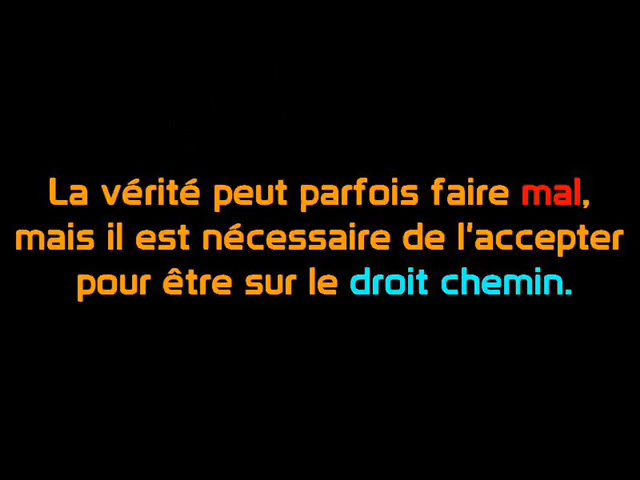 La vérité peut parfois faire mal,
mais il est nécessaire de l'accepter
pour être sur le droit chemin.